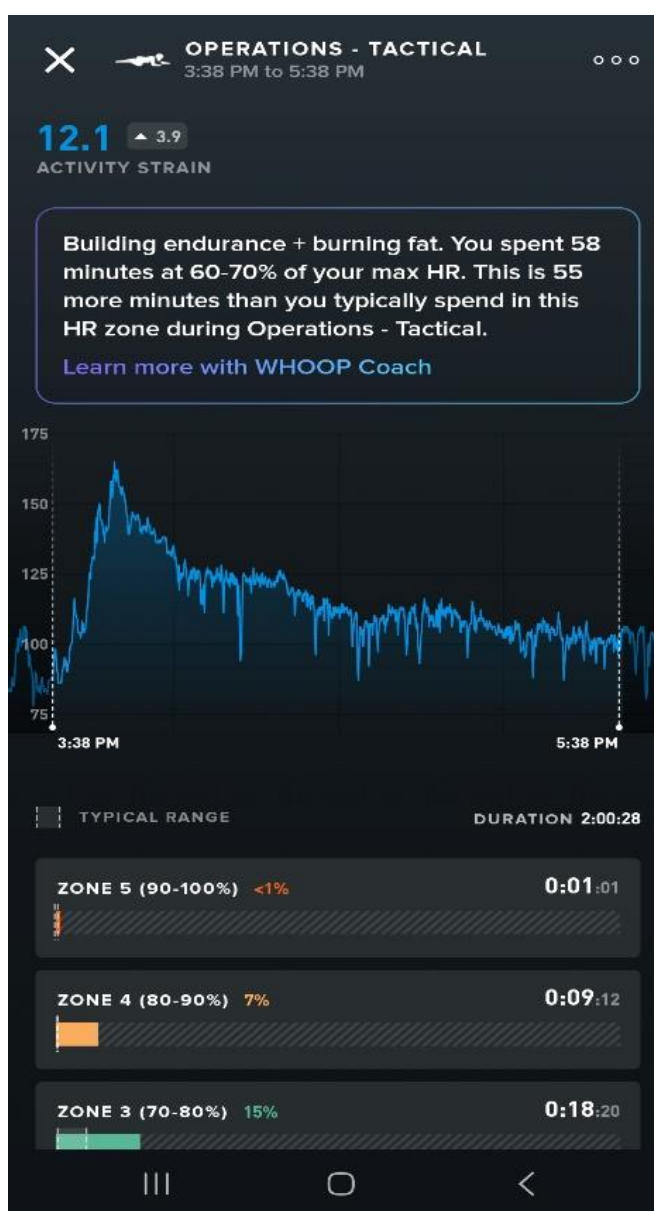 OPERATIONS - TACTICAL
3:38 PM to 5:38 PM
12.1 3.9
ACTIVITY STRAIN
Building endurance + burning fat. You spent 58
minutes at 60-70% of your max HR. This is 55
more minutes than you typically spend in this
HR zone during Operations - Tactical.
Learn more with WHOOP Coach
175
150
125
100
75
3:38 PM 5:38 PM
TYPICAL RANGE DURATION 2:00:28
ZONE 5 (90-100%) <1% 0:01:01
ZONE 4 (80-90%) 7% 0:09:12
ZONE 3 (70-80%) 15% 0:18:20